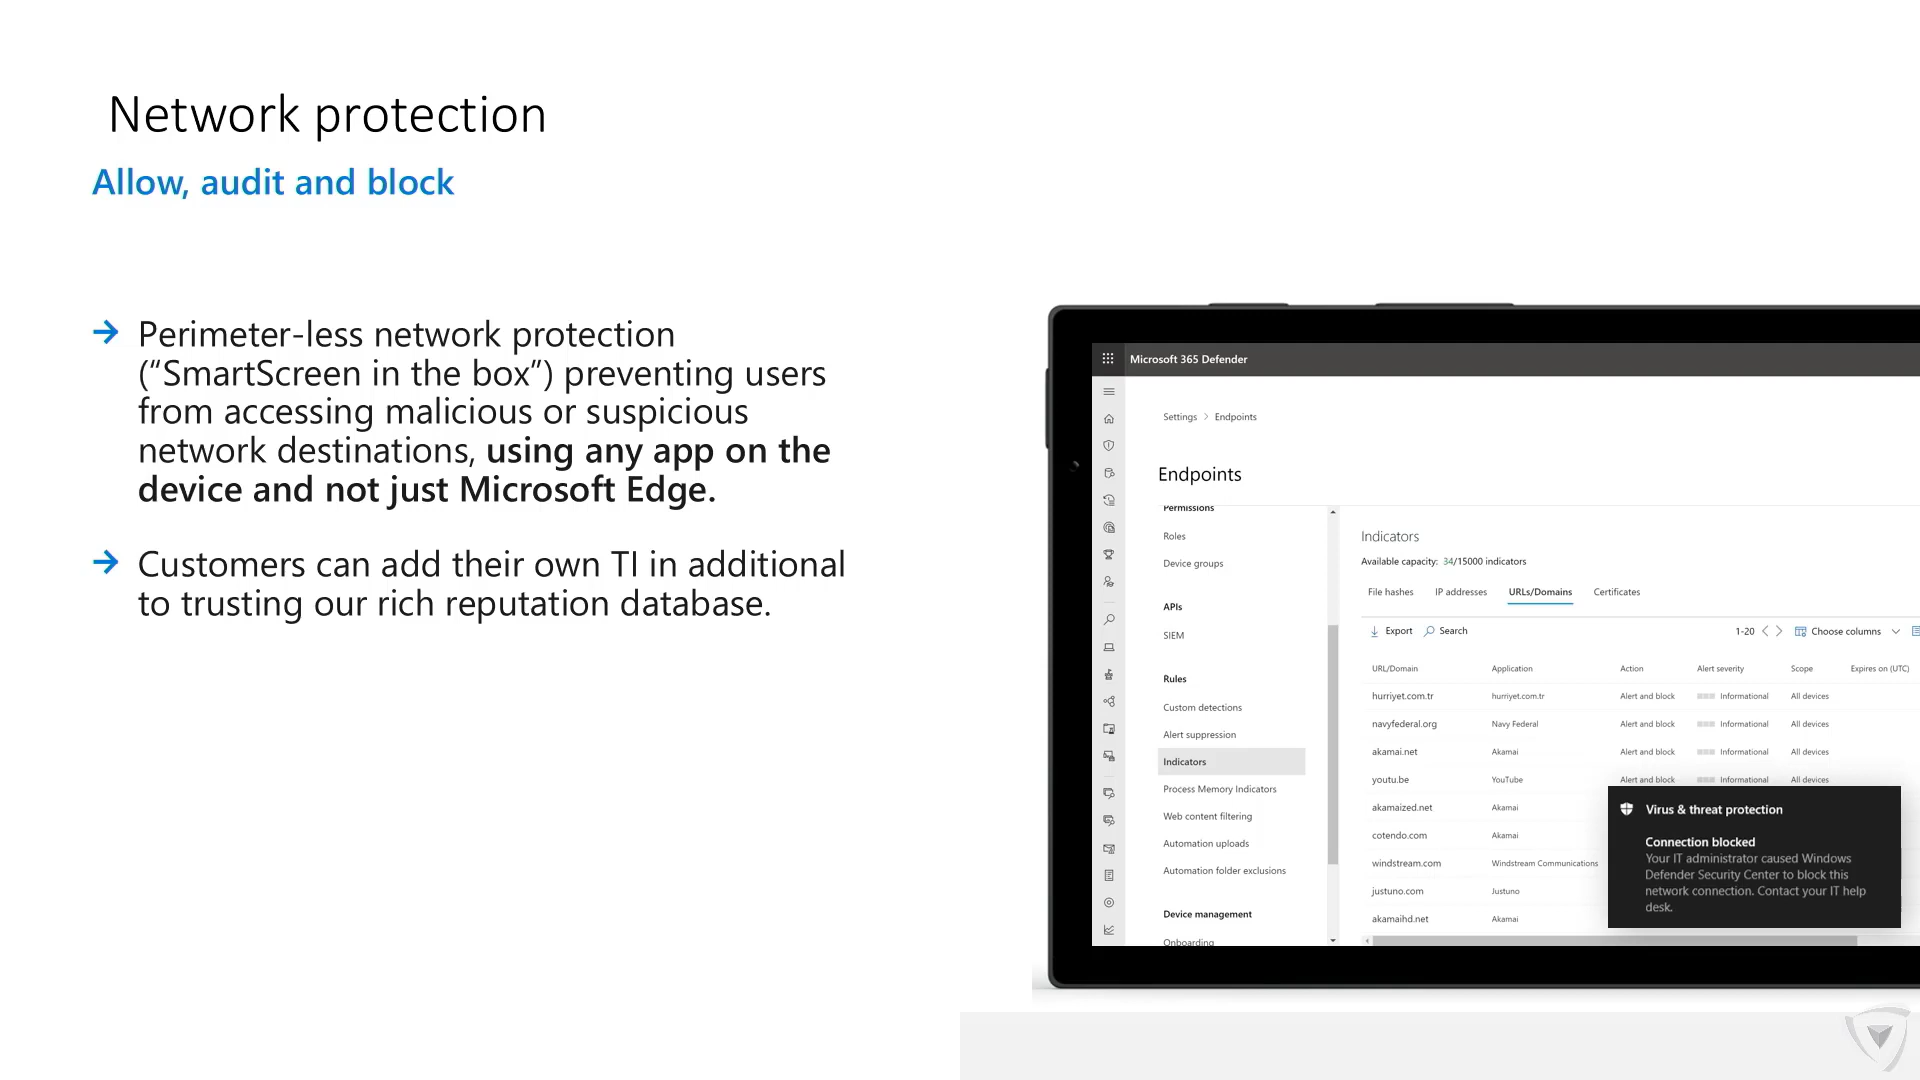 Network protection
Allow, audit and block
Perimeter-less network protection
(“SmartScreen in the box”) preventing users
from accessing malicious or suspicious
network destinations, using any app on the
device and not just Microsoft Edge.
Customers can add their own TI in additional
to trusting our rich reputation database.
Microsoft 365 Defender
Settings > Endpoints
Endpoints
Permissions
Roles
Device groups
APIs
SIEM
Rules
Custom detections
Alert suppression
Indicators
Process Memory Indicators
Web content filtering
Automation uploads
Automation folder exclusions
Device management
Onboarding
Indicators
Available capacity: 34/15000 indicators
File hashes IP addresses URLs/Domains Certificates
Export Search 1-20 Choose columns
URL/Domain Application Action Alert severity Scope Expires on (UTC)
hurriyet.com.tr hurriyet.com.tr Alert and block Informational All devices
navyfederal.org Navy Federal Alert and block Informational All devices
akamai.net Akamai Alert and block Informational All devices
youtu.be YouTube Alert and block Informational All devices
akamaized.net Akamai
cotendo.com Akamai
windstream.com Windstream Communications
justuno.com Justuno
akamaihd.net Akamai
Virus & threat protection
Connection blocked
Your IT administrator caused Windows
Defender Security Center to block this
network connection. Contact your IT help
desk.